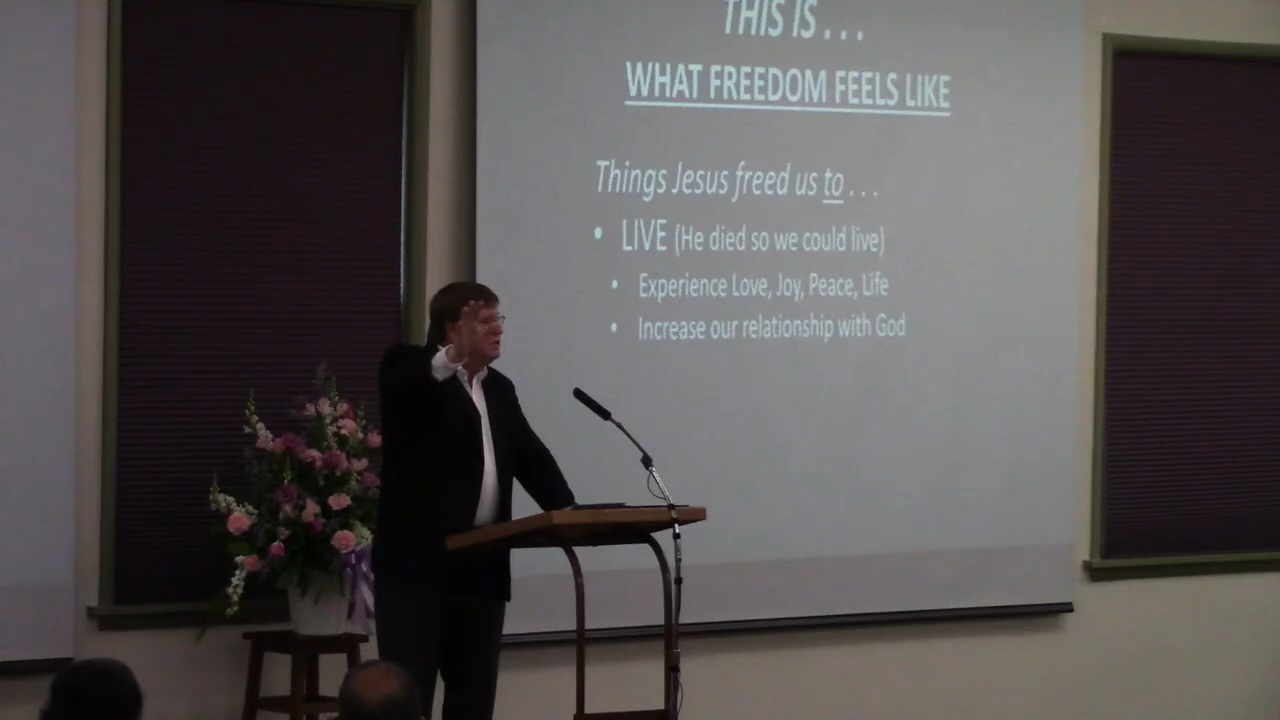 THIS IS . . .
WHAT FREEDOM FEELS LIKE
Things Jesus freed us to . . .
• LIVE (He died so we could live)
• Experience Love, Joy, Peace, Life
• Increase our relationship with God